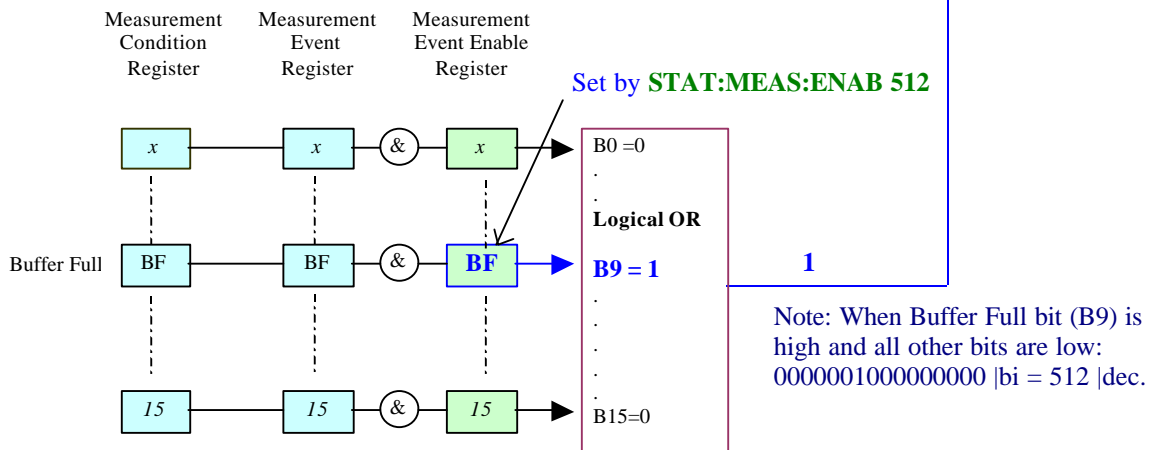 Measurement Condition Register
Measurement Event Register
Measurement Event Enable Register
Set by STAT:MEAS:ENAB 512
x
x
&
x
B0 =0
.
.
Logical OR
Buffer Full
BF
BF
&
BF
B9 = 1
1
.
.
.
.
.
Note: When Buffer Full bit (B9) is
high and all other bits are low:
0000001000000000 |bi = 512 |dec.
15
15
&
15
B15=0